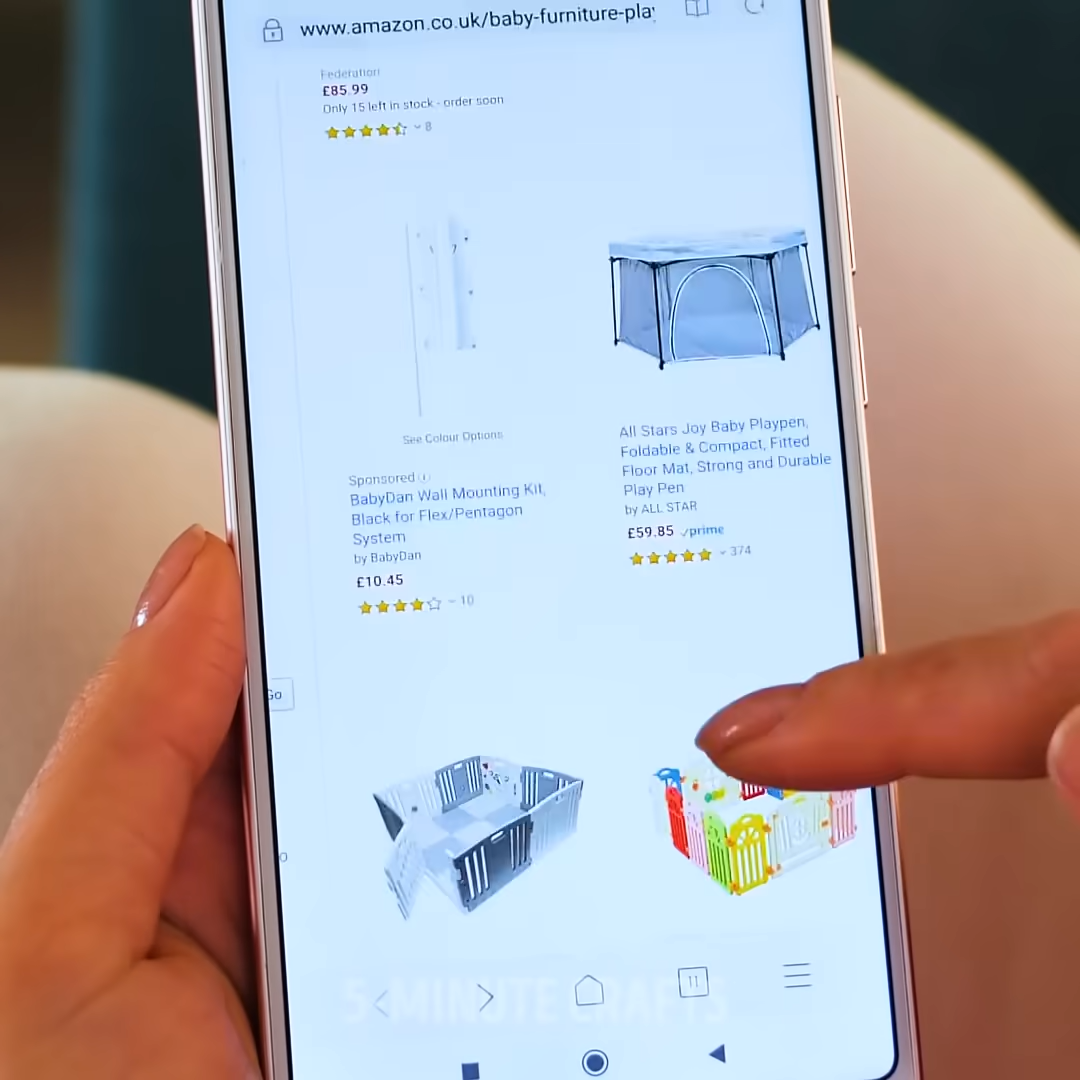 www.amazon.co.uk/baby-furniture-pla
Federation
£85.99
Only 15 left in stock - order soon
8
See Colour Options
Sponsored
BabyDan Wall Mounting Kit,
Black for Flex/Pentagon
System
by BabyDan
£10.45
10
All Stars Joy Baby Playpen,
Foldable & Compact, Fitted
Floor Mat, Strong and Durable
Play Pen
by ALL STAR
£59.85 prime
374
Go
11
5-MINUTE CRAFTS